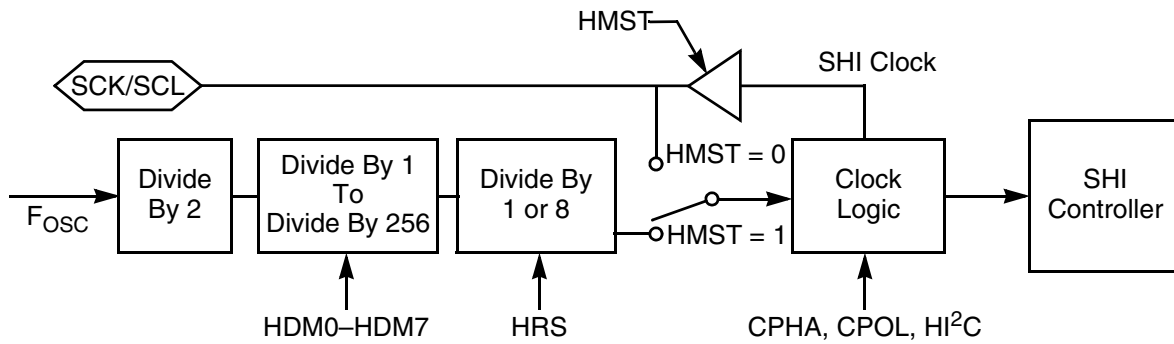 HMST
SCK/SCL
SHI Clock
HMST = 0
Divide
By 2
Divide By 1
To
Divide By 256
Divide By
1 or 8
Clock
Logic
SHI
Controller
FOSC
HMST = 1
HDM0–HDM7
HRS
CPHA, CPOL, HI²C